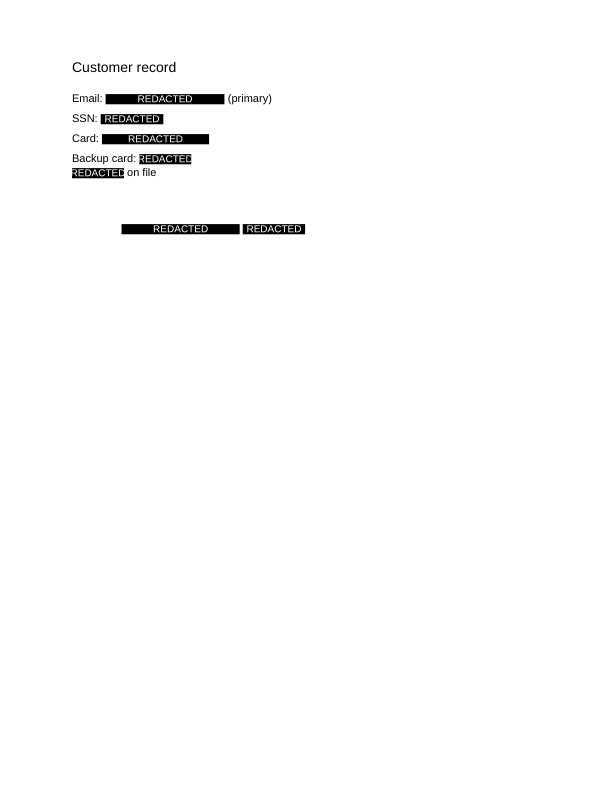 Customer record
Email: REDACTED (primary)
SSN: REDACTED
Card: REDACTED
Backup card: REDACTED
REDACTED on file
REDACTED REDACTED